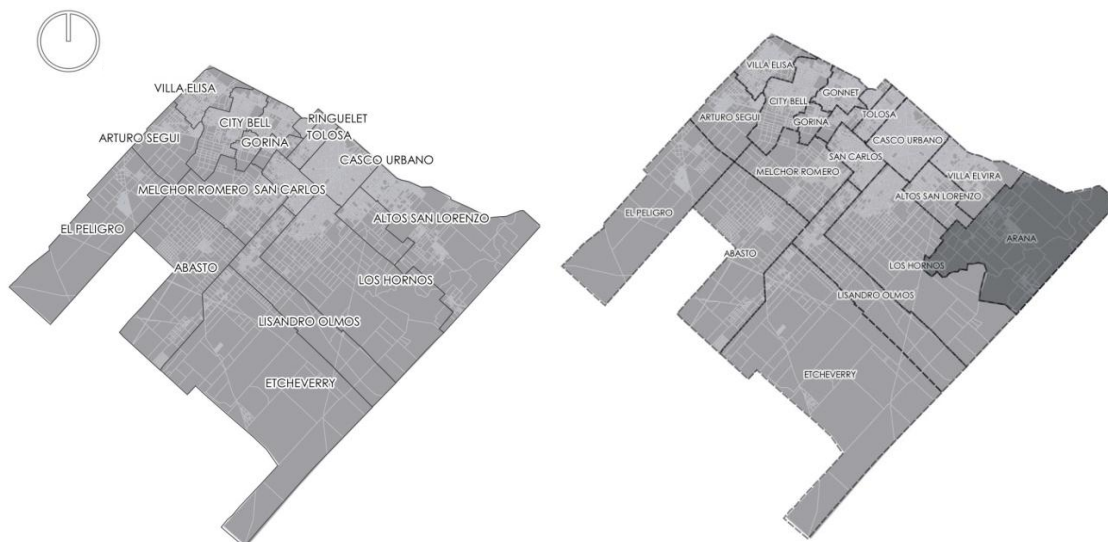 VILLA ELISA
CITY BELL
RINGUELET
ARTURO SEGUI
TOLOSA
GORINA
CASCO URBANO
MELCHOR ROMERO
SAN CARLOS
ALTOS SAN LORENZO
EL PELIGRO
ABASTO
LOS HORNOS
LISANDRO OLMOS
ETCHEVERRY
VILLA ELISA
GONNET
CITY BELL
TOLOSA
ARTURO SEGUI
GORINA
CASCO URBANO
SAN CARLOS
MELCHOR ROMERO
VILLA ELVIRA
ALTOS SAN LORENZO
EL PELIGRO
ARANA
ABASTO
LOS HORNOS
LISANDRO OLMOS
ETCHEVERRY